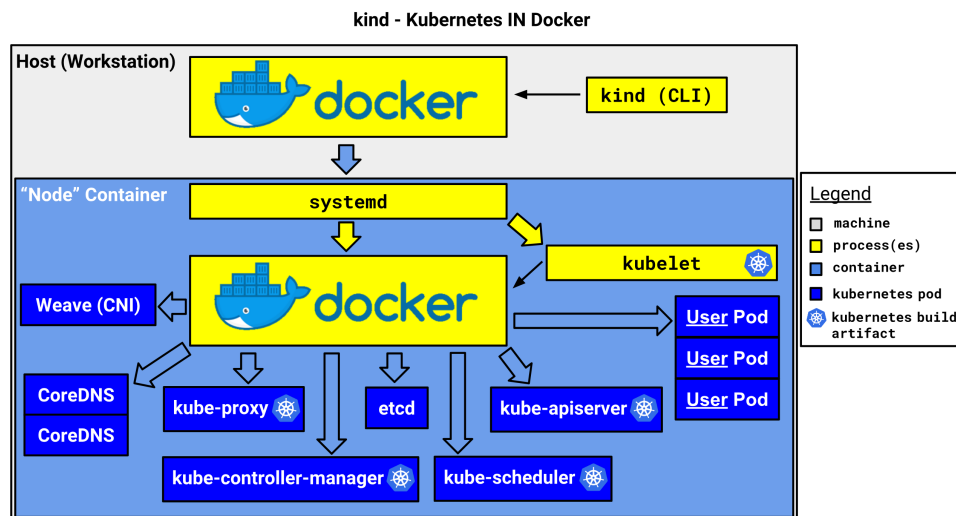 kind - Kubernetes IN Docker
Host (Workstation)
docker
kind (CLI)
“Node” Container
systemd
kubelet
docker
Weave (CNI)
User Pod
User Pod
User Pod
CoreDNS
CoreDNS
kube-proxy
etcd
kube-apiserver
kube-controller-manager
kube-scheduler
Legend
machine
process(es)
container
kubernetes pod
kubernetes build
artifact